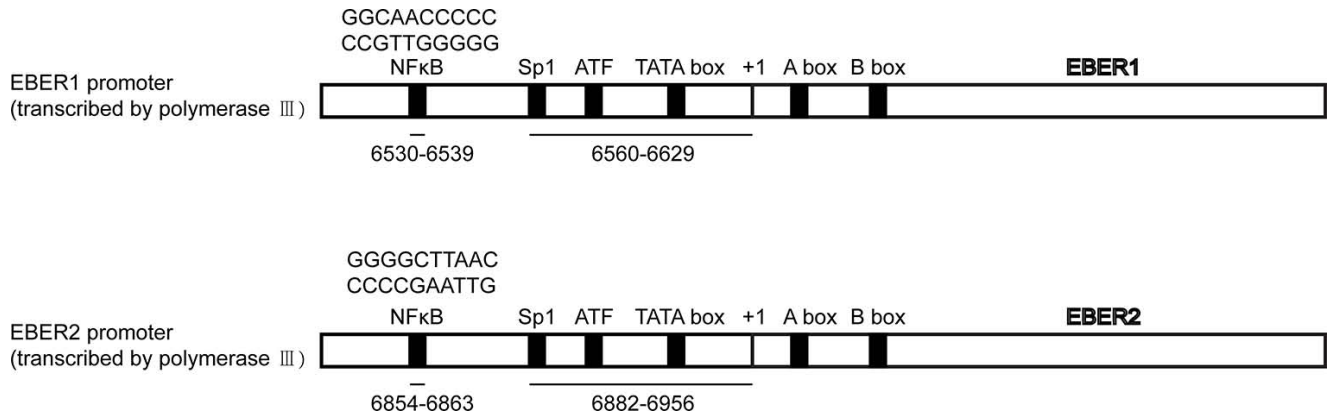 GGCAACCCCC
CCGTTGGGGG
NFκB Sp1 ATF TATA box +1 A box B box EBER1
EBER1 promoter
(transcribed by polymerase Ⅲ)
6530-6539 6560-6629
GGGGCTTAAC
CCCCGAATTG
NFκB Sp1 ATF TATA box +1 A box B box EBER2
EBER2 promoter
(transcribed by polymerase Ⅲ)
6854-6863 6882-6956